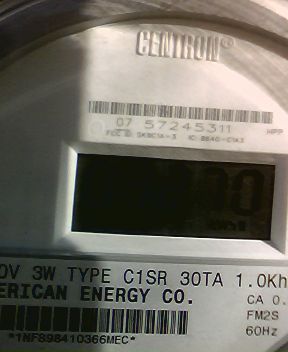 CENTRON®
07 57245311
HPP
0V 3W TYPE C1SR 30TA 1.0Kh
ERICAN ENERGY CO.
CA 0.
FM2S
60Hz
*1NF898410366MEC*